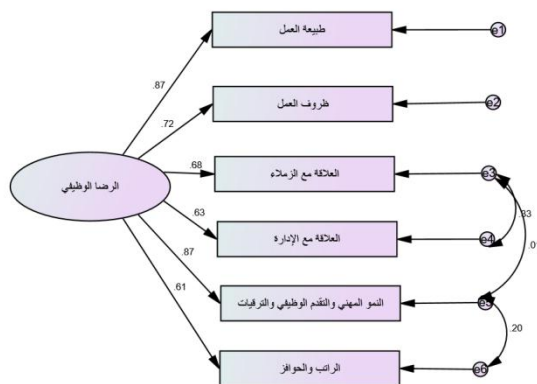 طبيعة العمل
e1
.87
ظروف العمل
e2
.72
العلاقة مع الزملاء
e3
.68
الرضا الوظيفي
.33
العلاقة مع الإدارة
e4
.63
.87
النمو المهني والتقدم الوظيفي والترقيات
e5
.61
.20
الراتب والحوافز
e6